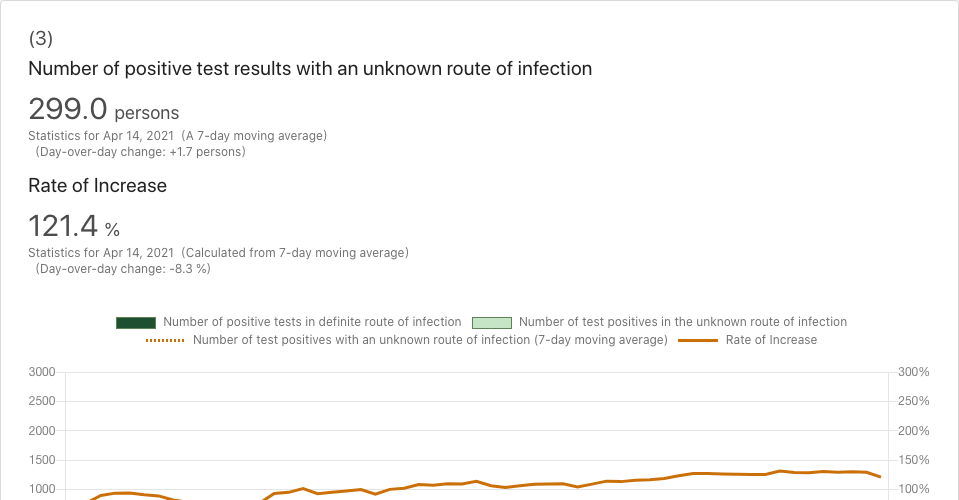 (3)
Number of positive test results with an unknown route of infection
299.0 persons
Statistics for Apr 14, 2021 (A 7-day moving average)
(Day-over-day change: +1.7 persons)
Rate of Increase
121.4 %
Statistics for Apr 14, 2021 (Calculated from 7-day moving average)
(Day-over-day change: -8.3 %)
Number of positive tests in definite route of infection Number of test positives in the unknown route of infection
Number of test positives with an unknown route of infection (7-day moving average) Rate of Increase
3000 300%
2500 250%
2000 200%
1500 150%
1000 100%